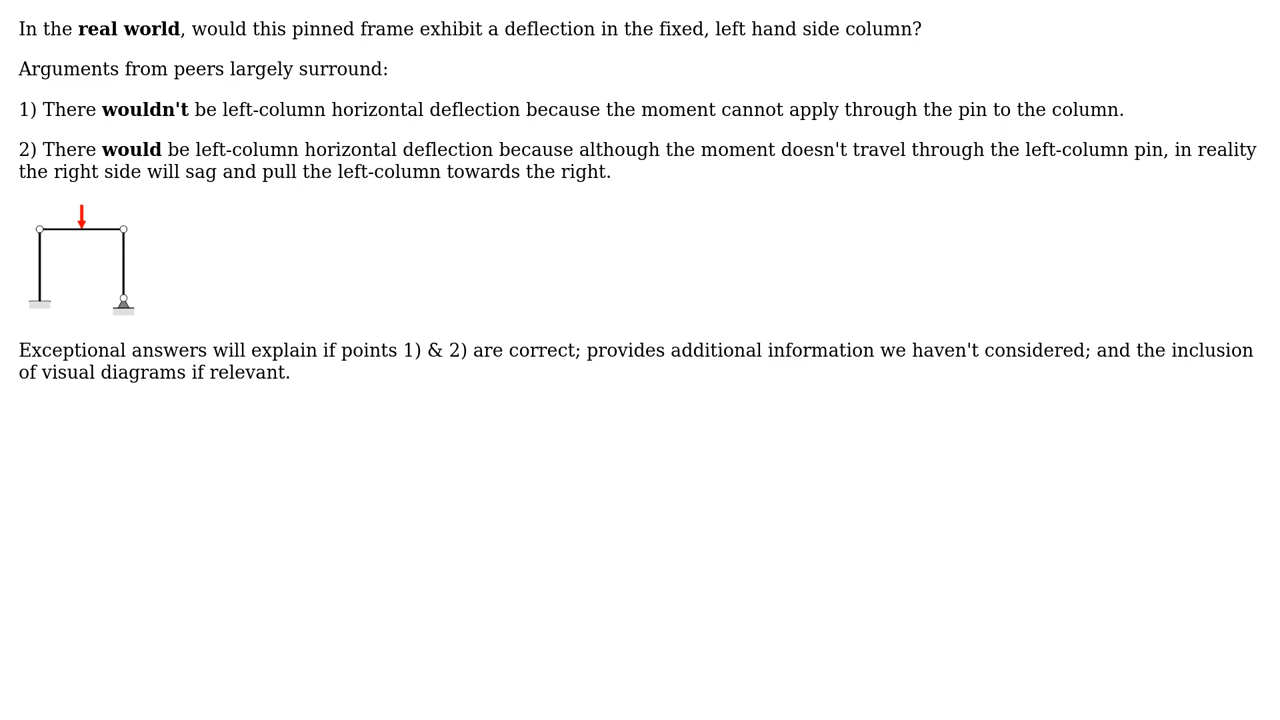 In the real world, would this pinned frame exhibit a deflection in the fixed, left hand side column?
Arguments from peers largely surround:
1) There wouldn't be left-column horizontal deflection because the moment cannot apply through the pin to the column.
2) There would be left-column horizontal deflection because although the moment doesn't travel through the left-column pin, in reality
the right side will sag and pull the left-column towards the right.
Exceptional answers will explain if points 1) & 2) are correct; provides additional information we haven't considered; and the inclusion
of visual diagrams if relevant.